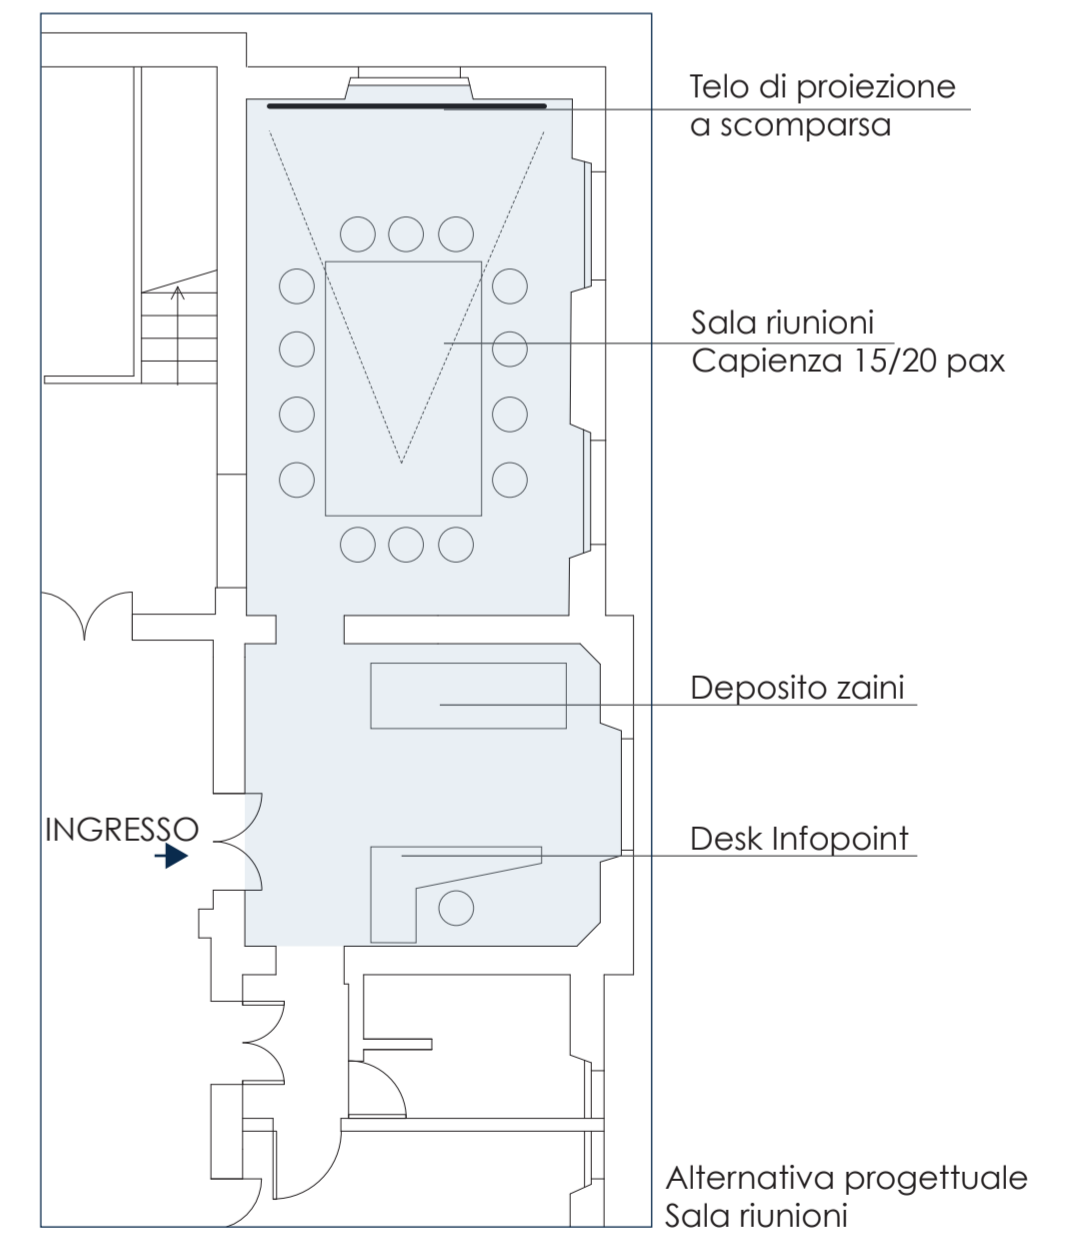 Telo di proiezione
a scomparsa
Sala riunioni
Capienza 15/20 pax
Deposito zaini
INGRESSO
Desk Infopoint
Alternativa progettuale
Sala riunioni